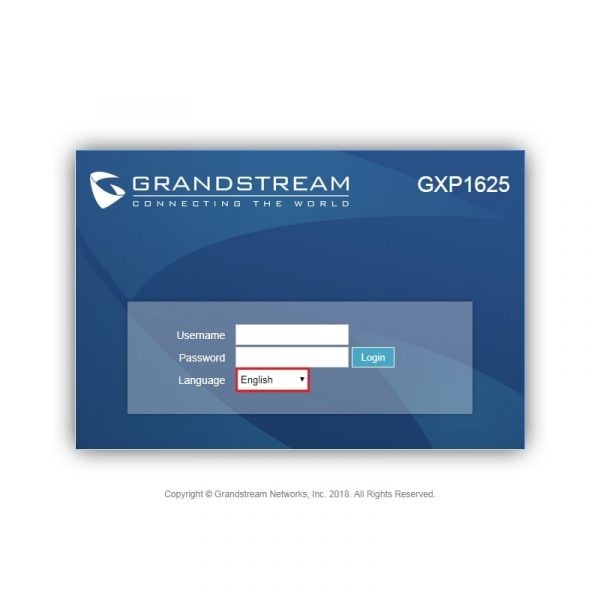 GRANDSTREAM GXP1625
CONNECTING THE WORLD
Username
Password Login
Language English
Copyright © Grandstream Networks, Inc. 2018. All Rights Reserved.